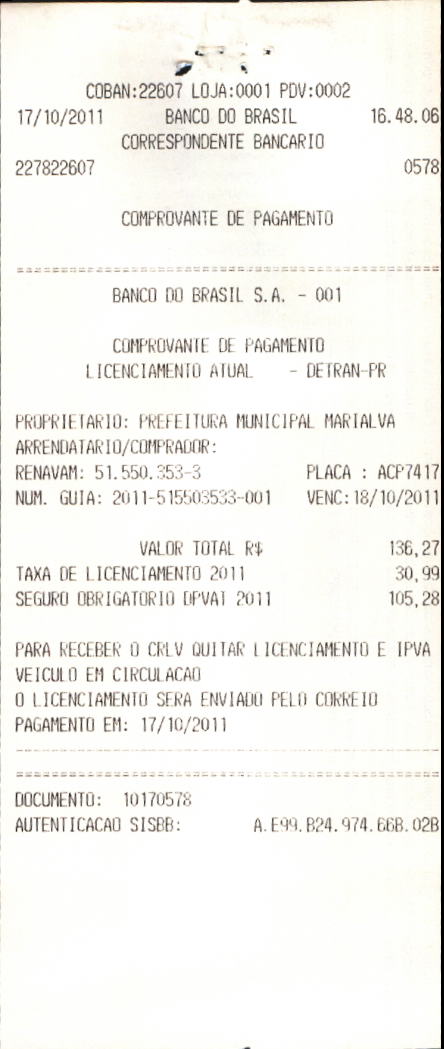 COBAN:22607 LOJA:0001 PDV:0002
17/10/2011 BANCO DO BRASIL 16.48.06
CORRESPONDENTE BANCARIO
227822607 0578
COMPROVANTE DE PAGAMENTO
BANCO DO BRASIL S.A. - 001
COMPROVANTE DE PAGAMENTO
LICENCIAMENTO ATUAL - DETRAN-PR
PROPRIETARIO: PREFEITURA MUNICIPAL MARIALVA
ARRENDATARIO/COMPRADOR:
RENAVAM: 51.550.353-3 PLACA : ACP7417
NUM. GUIA: 2011-515503533-001 VENC:18/10/2011
VALOR TOTAL R$ 136,27
TAXA DE LICENCIAMENTO 2011 30,99
SEGURO OBRIGATORIO DPVAT 2011 105,28
PARA RECEBER O CRLV QUITAR LICENCIAMENTO E IPVA
VEICULO EM CIRCULACAO
O LICENCIAMENTO SERA ENVIADO PELO CORREIO
PAGAMENTO EM: 17/10/2011
DOCUMENTO: 10170578
AUTENTICACAO SISBB: A.E99.B24.974.66B.02B